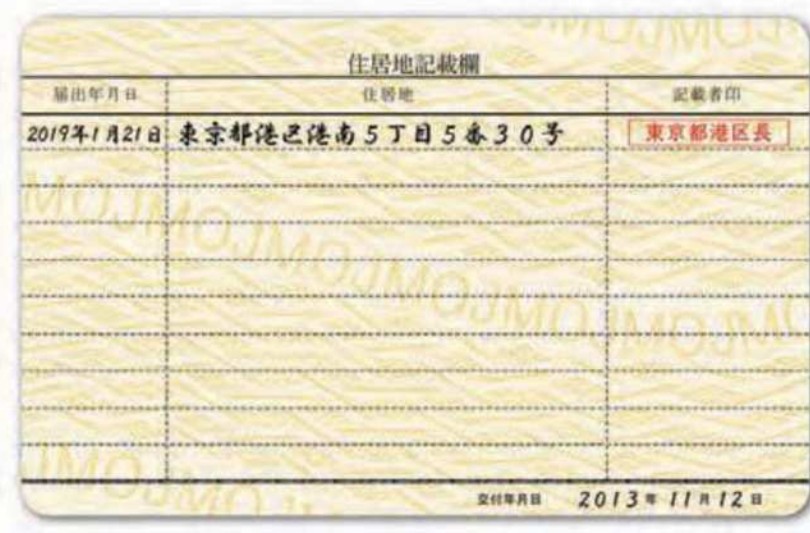 住居地記載欄
届出年月日 住居地 記載者印
2019年1月21日 東京都港区港南5丁目5番30号 東京都港区長
MOJMOJMOJMOJMOJMOJ
交付年月日 2013年11月12日